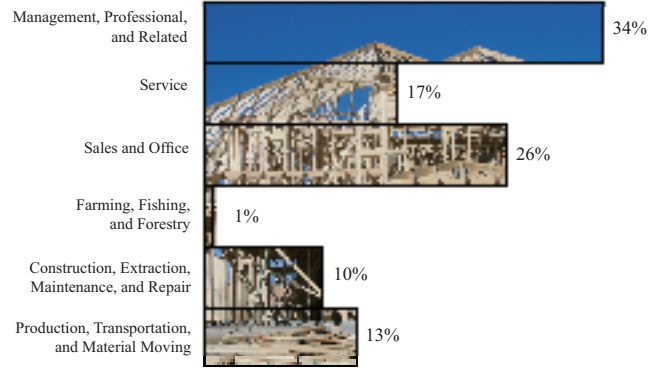 Management, Professional,
and Related
34%
Service
17%
Sales and Office
26%
Farming, Fishing,
and Forestry
1%
Construction, Extraction,
Maintenance, and Repair
10%
Production, Transportation,
and Material Moving
13%